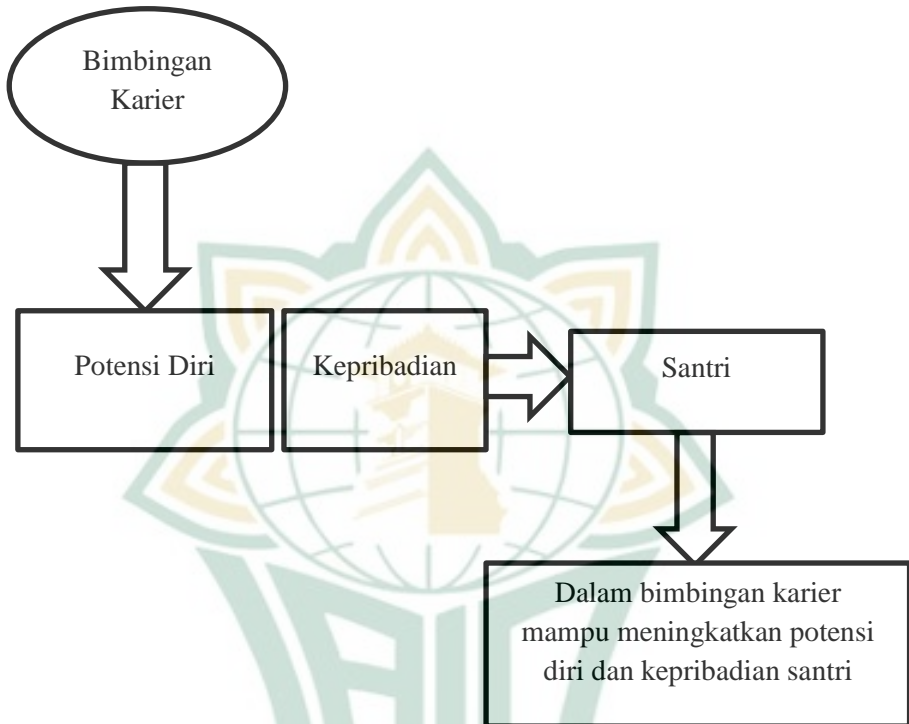 Bimbingan
Karier
Potensi Diri
Kepribadian
Santri
Dalam bimbingan karier
mampu meningkatkan potensi
diri dan kepribadian santri